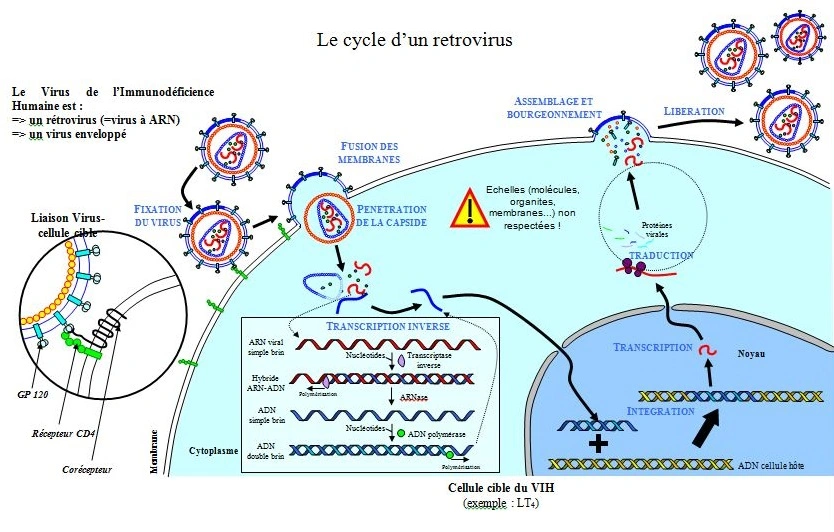 Le cycle d'un retrovirus
Le Virus de l'Immunodéficience
Humaine est :
=> un rétrovirus (=virus à ARN)
=> un virus enveloppé
ASSEMBLAGE ET
BOURGEONNEMENT
LIBERATION
FUSION DES
MEMBRANES
FIXATION
DU VIRUS
PENETRATION
DE LA CAPSIDE
Echelles (molécules,
organites,
membranes...) non
respectées !
Liaison Virus-
cellule cible
Protéines
virales
TRADUCTION
TRANSCRIPTION INVERSE
ARN viral
simple brin
Nucléotides
Transcriptase
inverse
Hybride
ARN-ADN
Polymérisation
ARNase
ADN
simple brin
Nucléotides
ADN polymérase
ADN
double brin
Polymérisation
TRANSCRIPTION
Noyau
INTEGRATION
ADN cellule hôte
GP 120
Récepteur CD4
Corécepteur
Membrane
Cytoplasme
Cellule cible du VIH
(exemple : LT4)